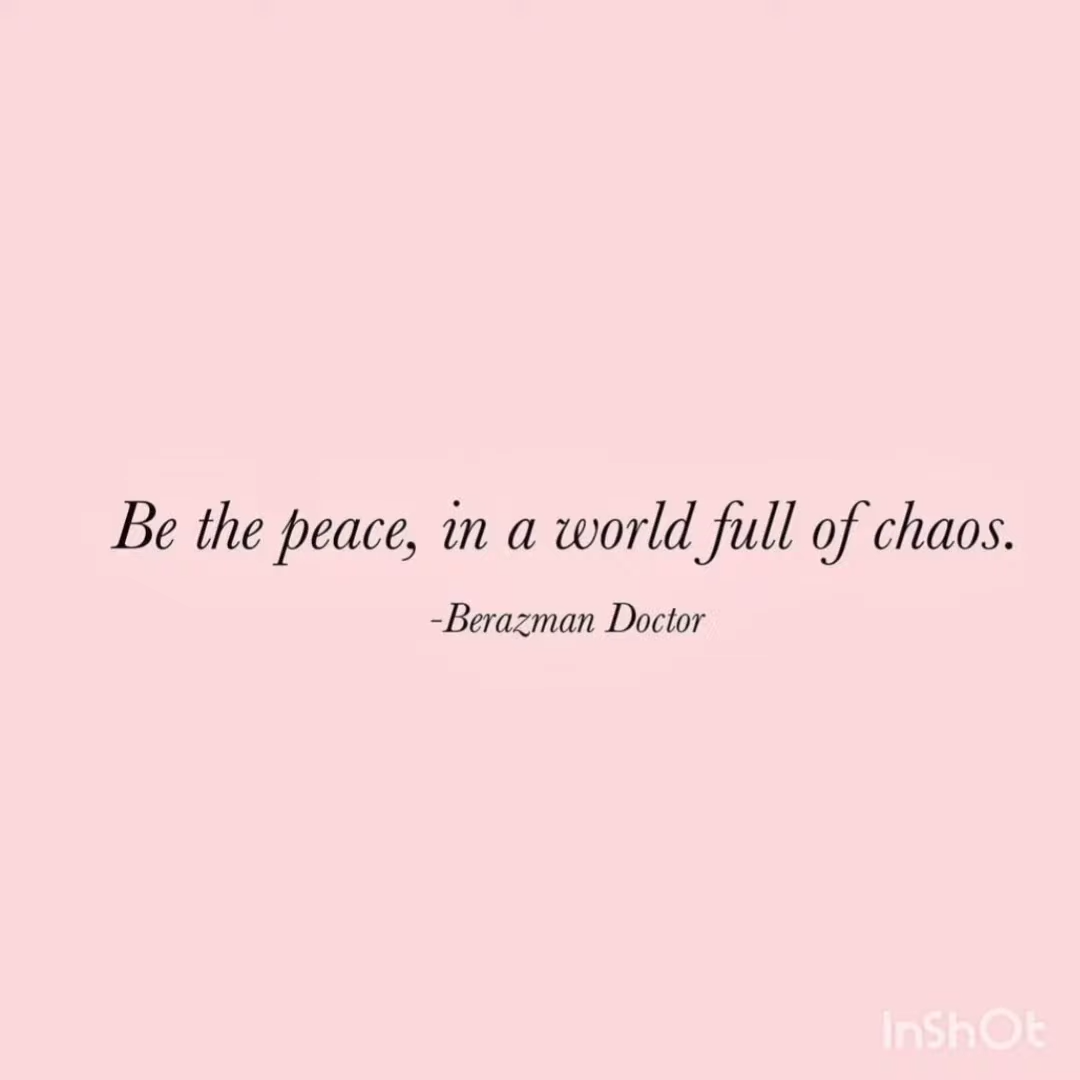 Be the peace, in a world full of chaos.
-Berazman Doctor
InShOt